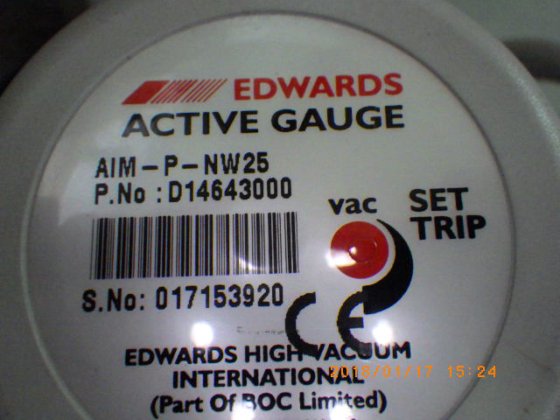 EDWARDS
ACTIVE GAUGE
AIM-P-NW25
P.No : D14643000
vac
SET
TRIP
S.No: 017153920
CE
EDWARDS HIGH VACUUM
INTERNATIONAL
(Part Of BOC Limited)
2018/01/17 15:24